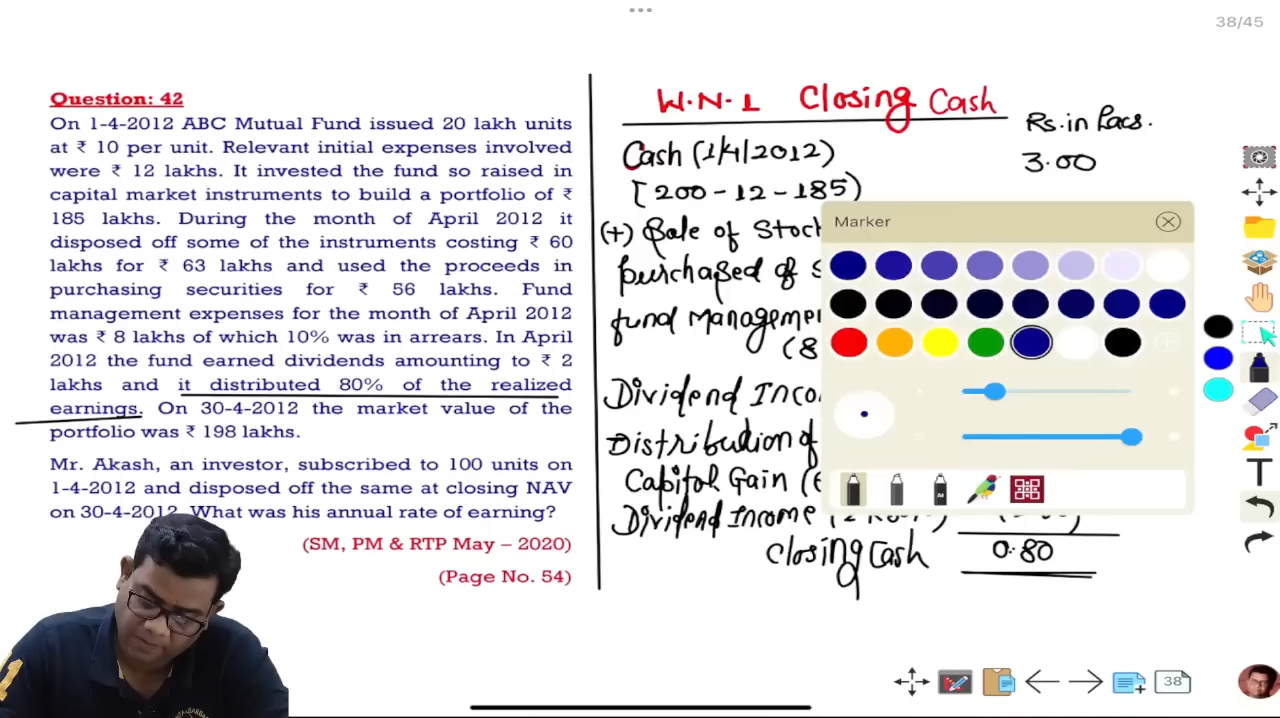 38/45
Question: 42
On 1-4-2012 ABC Mutual Fund issued 20 lakh units
at ₹ 10 per unit. Relevant initial expenses involved
were ₹ 12 lakhs. It invested the fund so raised in
capital market instruments to build a portfolio of ₹
185 lakhs. During the month of April 2012 it
disposed off some of the instruments costing ₹ 60
lakhs for ₹ 63 lakhs and used the proceeds in
purchasing securities for ₹ 56 lakhs. Fund
management expenses for the month of April 2012
was ₹ 8 lakhs of which 10% was in arrears. In April
2012 the fund earned dividends amounting to ₹ 2
lakhs and it distributed 80% of the realized
earnings. On 30-4-2012 the market value of the
portfolio was ₹ 198 lakhs.
Mr. Akash, an investor, subscribed to 100 units on
1-4-2012 and disposed off the same at closing NAV
on 30-4-2012. What was his annual rate of earning?
(SM, PM & RTP May – 2020)
(Page No. 54)
W.N.1 Closing Cash
Rs. in Lacs.
Cash (1/4/2012) 3.00
[200-12-185)
(+) Sale of Stoc
purchased of S
fund Managemen
(8
Dividend Inco
Distribution of
Capital Gain (
Dividend Income (2
Closing Cash 0.80
Marker
T
38